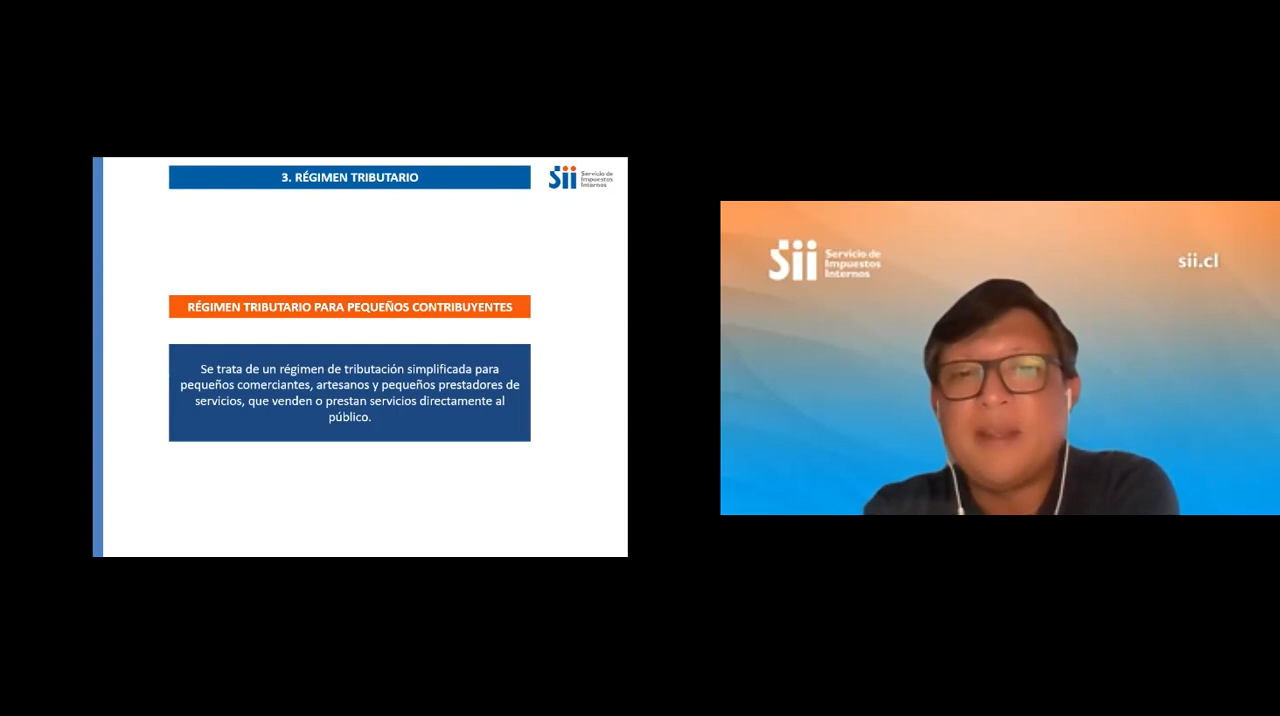 3. RÉGIMEN TRIBUTARIO
Sii Servicio de
Impuestos
Internos
RÉGIMEN TRIBUTARIO PARA PEQUEÑOS CONTRIBUYENTES
Se trata de un régimen de tributación simplificada para
pequeños comerciantes, artesanos y pequeños prestadores de
servicios, que venden o prestan servicios directamente al
público.
Sii Servicio de
Impuestos
Internos
sii.cl